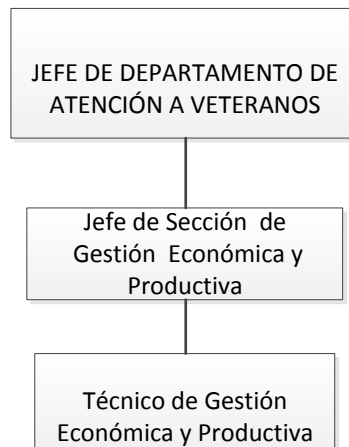 JEFE DE DEPARTAMENTO DE
ATENCIÓN A VETERANOS
Jefe de Sección de
Gestión Económica y
Productiva
Técnico de Gestión
Económica y Productiva